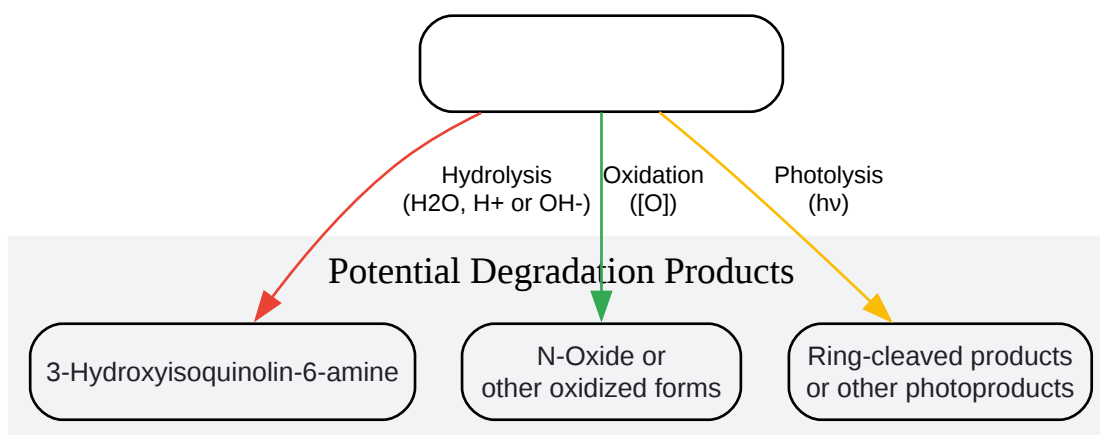 Hydrolysis
(H2O, H+ or OH-)
Oxidation
([O])
Photolysis
(hν)
Potential Degradation Products
3-Hydroxyisoquinolin-6-amine
N-Oxide or
other oxidized forms
Ring-cleaved products
or other photoproducts